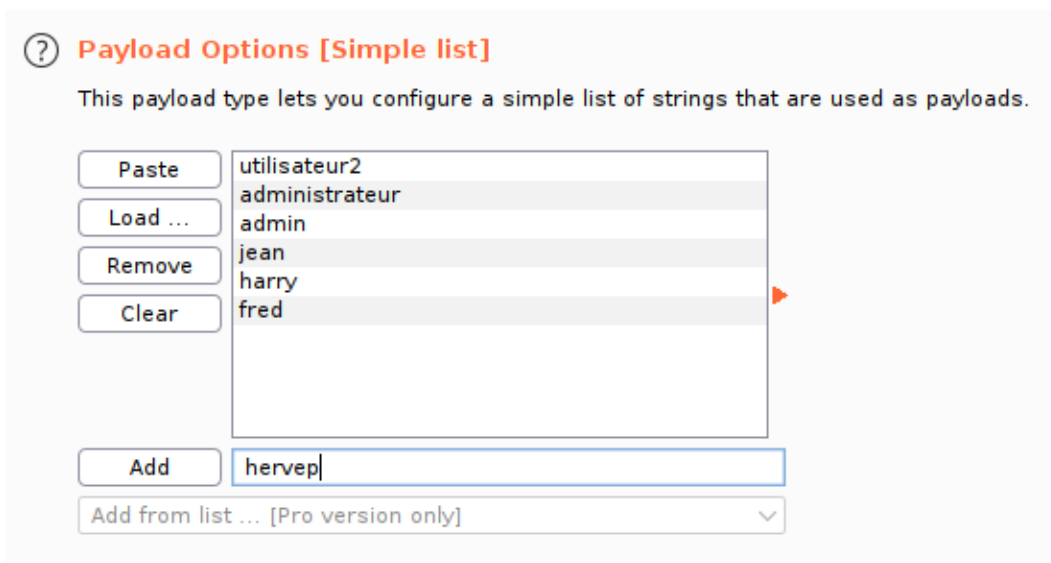 Payload Options [Simple list]
This payload type lets you configure a simple list of strings that are used as payloads.
Paste
Load ...
Remove
Clear
utilisateur2
administrateur
admin
jean
harry
fred
Add
hervep
Add from list ... [Pro version only]